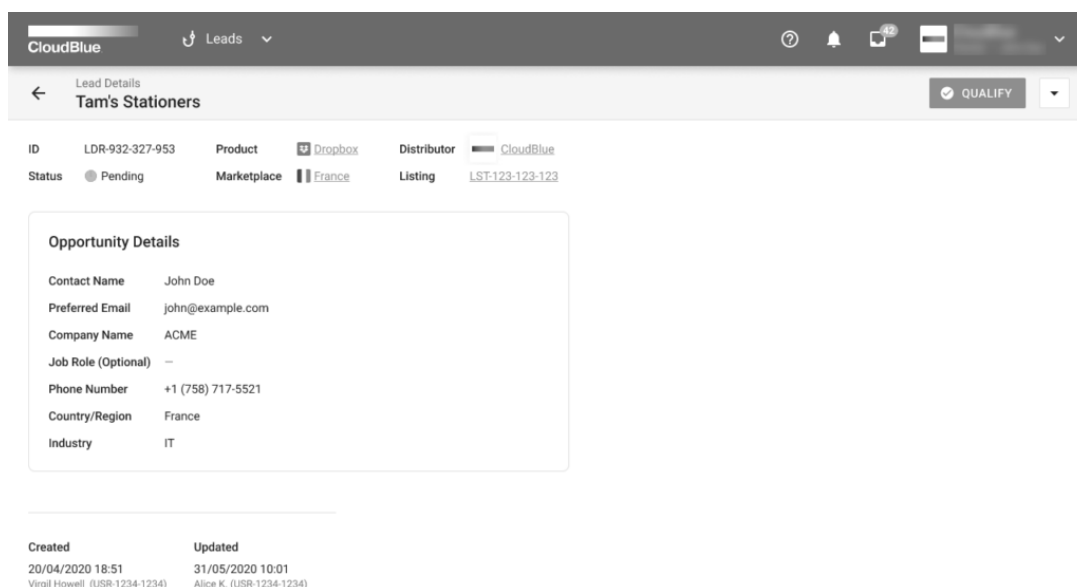 CloudBlue Leads 42
Lead Details
Tam's Stationers
QUALIFY
ID LDR-932-327-953 Product Dropbox Distributor CloudBlue
Status Pending Marketplace France Listing LST-123-123-123
Opportunity Details
Contact Name John Doe
Preferred Email john@example.com
Company Name ACME
Job Role (Optional) —
Phone Number +1 (758) 717-5521
Country/Region France
Industry IT
Created Updated
20/04/2020 18:51 31/05/2020 10:01
Virgil Howell (USR-1234-1234) Alice K. (USR-1234-1234)